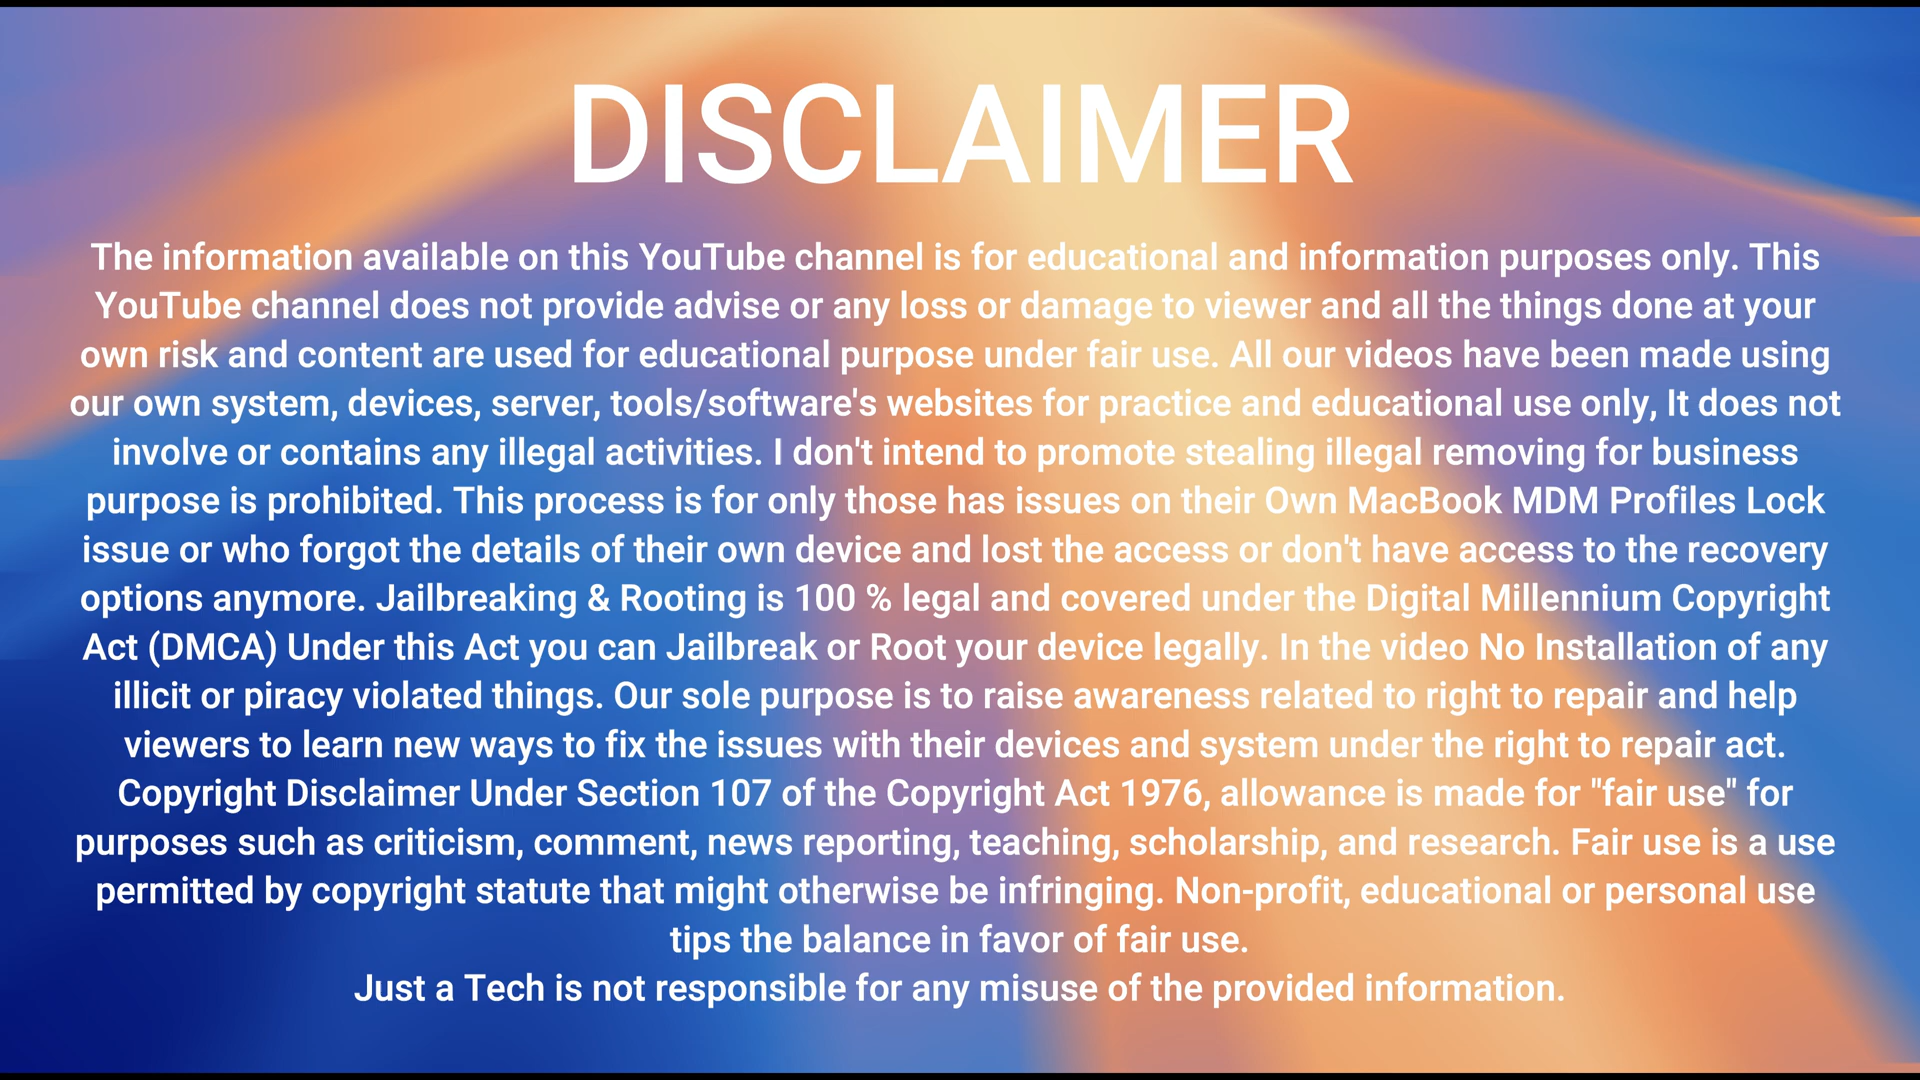 DISCLAIMER
The information available on this YouTube channel is for educational and information purposes only. This
YouTube channel does not provide advise or any loss or damage to viewer and all the things done at your
own risk and content are used for educational purpose under fair use. All our videos have been made using
our own system, devices, server, tools/software's websites for practice and educational use only, It does not
involve or contains any illegal activities. I don't intend to promote stealing illegal removing for business
purpose is prohibited. This process is for only those has issues on their Own MacBook MDM Profiles Lock
issue or who forgot the details of their own device and lost the access or don't have access to the recovery
options anymore. Jailbreaking & Rooting is 100 % legal and covered under the Digital Millennium Copyright
Act (DMCA) Under this Act you can Jailbreak or Root your device legally. In the video No Installation of any
illicit or piracy violated things. Our sole purpose is to raise awareness related to right to repair and help
viewers to learn new ways to fix the issues with their devices and system under the right to repair act.
Copyright Disclaimer Under Section 107 of the Copyright Act 1976, allowance is made for "fair use" for
purposes such as criticism, comment, news reporting, teaching, scholarship, and research. Fair use is a use
permitted by copyright statute that might otherwise be infringing. Non-profit, educational or personal use
tips the balance in favor of fair use.
Just a Tech is not responsible for any misuse of the provided information.